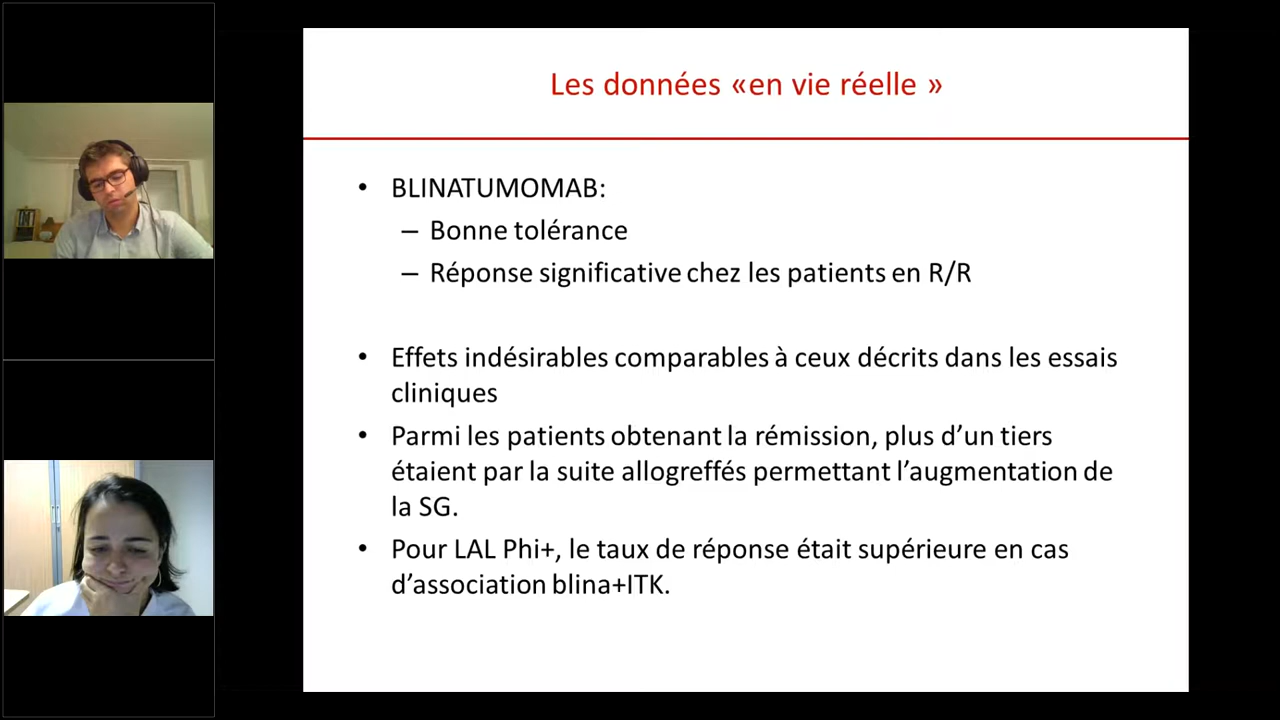 Les données «en vie réelle »
• BLINATUMOMAB:
– Bonne tolérance
– Réponse significative chez les patients en R/R
• Effets indésirables comparables à ceux décrits dans les essais
cliniques
• Parmi les patients obtenant la rémission, plus d’un tiers
étaient par la suite allogreffés permettant l’augmentation de
la SG.
• Pour LAL Phi+, le taux de réponse était supérieure en cas
d’association blina+ITK.